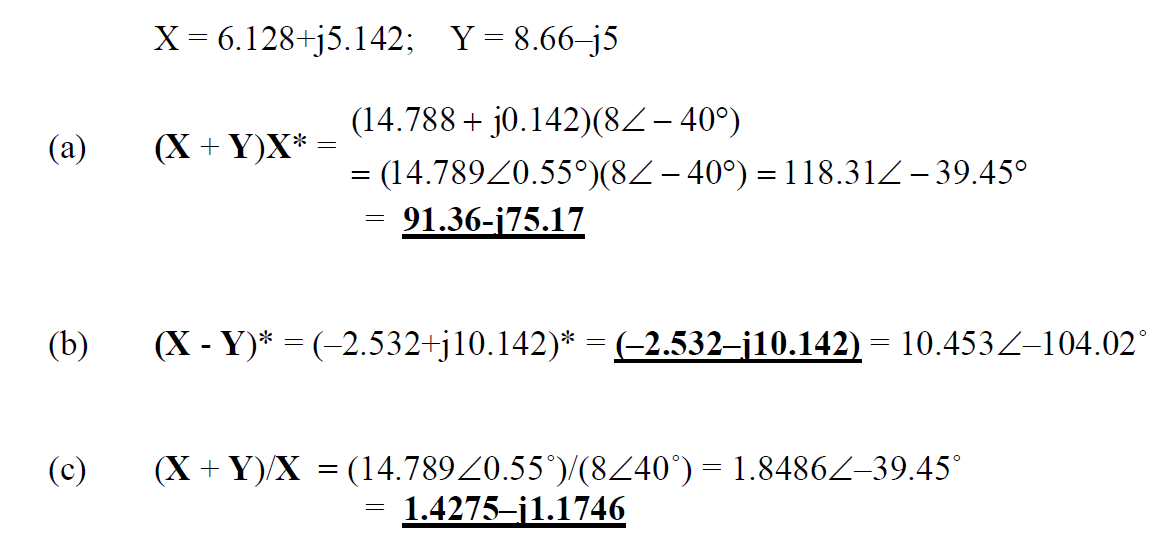 X = 6.128+j5.142; Y = 8.66–j5
(14.788 + j0.142)(8∠ – 40°)
(a) (X + Y)X* =
= (14.789∠0.55°)(8∠ – 40°) = 118.31∠ – 39.45°
= 91.36-j75.17
(b) (X - Y)* = (–2.532+j10.142)* = (–2.532–j10.142) = 10.453∠–104.02°
(c) (X + Y)/X = (14.789∠0.55°)/(8∠40°) = 1.8486∠–39.45°
= 1.4275–j1.1746